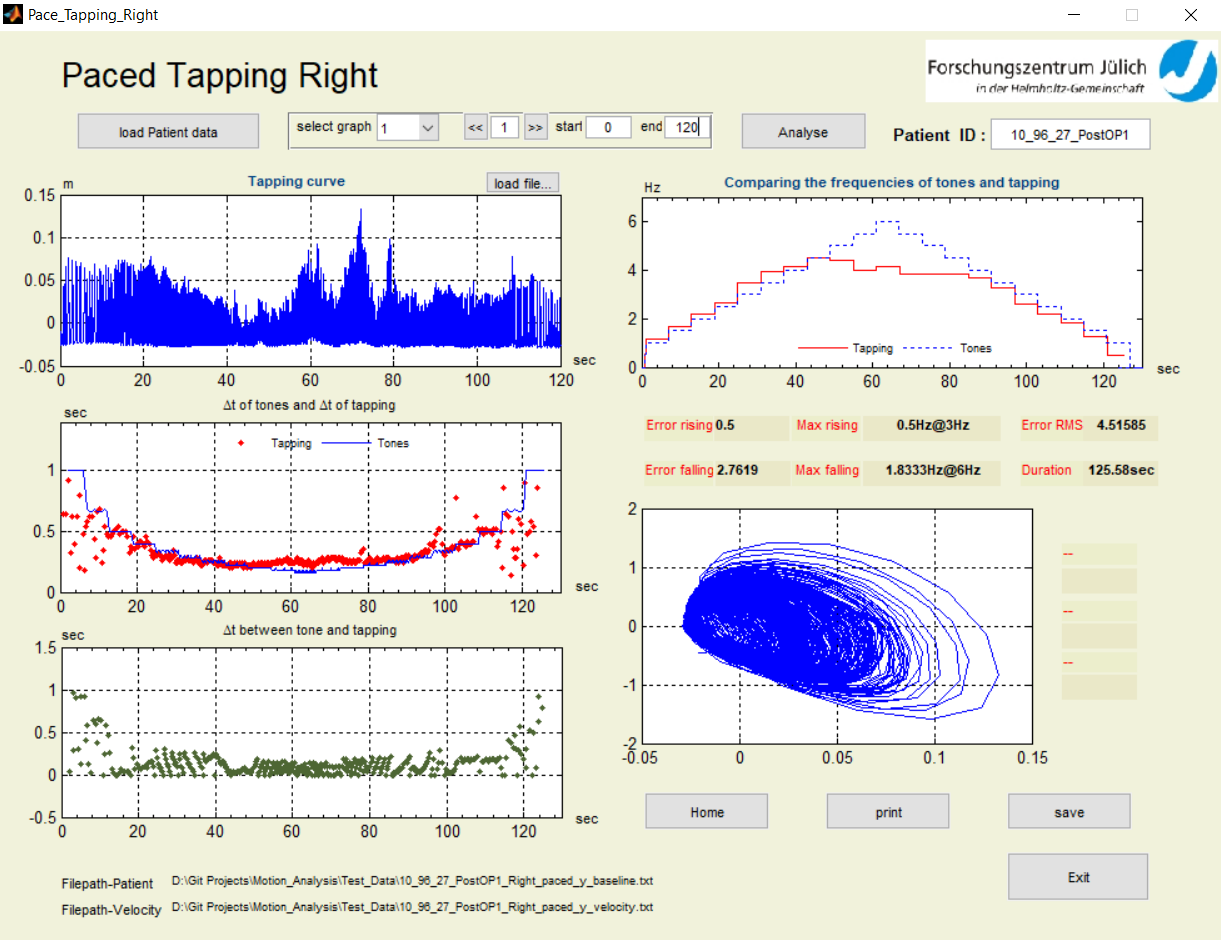 Pace_Tapping_Right
Paced Tapping Right
Forschungszentrum Jülich
in der Helmholtz-Gemeinschaft
load Patient data
select graph 1 << 1 >> start 0 end 120
Analyse
Patient ID : 10_96_27_PostOP1
m
Tapping curve
load file...
0.15
0.1
0.05
0
-0.05
0 20 40 60 80 100 120
sec
Hz
Comparing the frequencies of tones and tapping
6
4
2
0
Tapping Tones
0 20 40 60 80 100 120
sec
sec
Δt of tones and Δt of tapping
Tapping Tones
1
0.5
0
0 20 40 60 80 100 120
sec
Error rising 0.5 Max rising 0.5Hz@3Hz Error RMS 4.51585
Error falling 2.7619 Max falling 1.8333Hz@6Hz Duration 125.58sec
sec
Δt between tone and tapping
1.5
1
0.5
0
-0.5
0 20 40 60 80 100 120
sec
2
1
0
-1
-2
-0.05 0 0.05 0.1 0.15
--
--
--
Home print save
Exit
Filepath-Patient D:\Git Projects\Motion_Analysis\Test_Data\10_96_27_PostOP1_Right_paced_y_baseline.txt
Filepath-Velocity D:\Git Projects\Motion_Analysis\Test_Data\10_96_27_PostOP1_Right_paced_y_velocity.txt